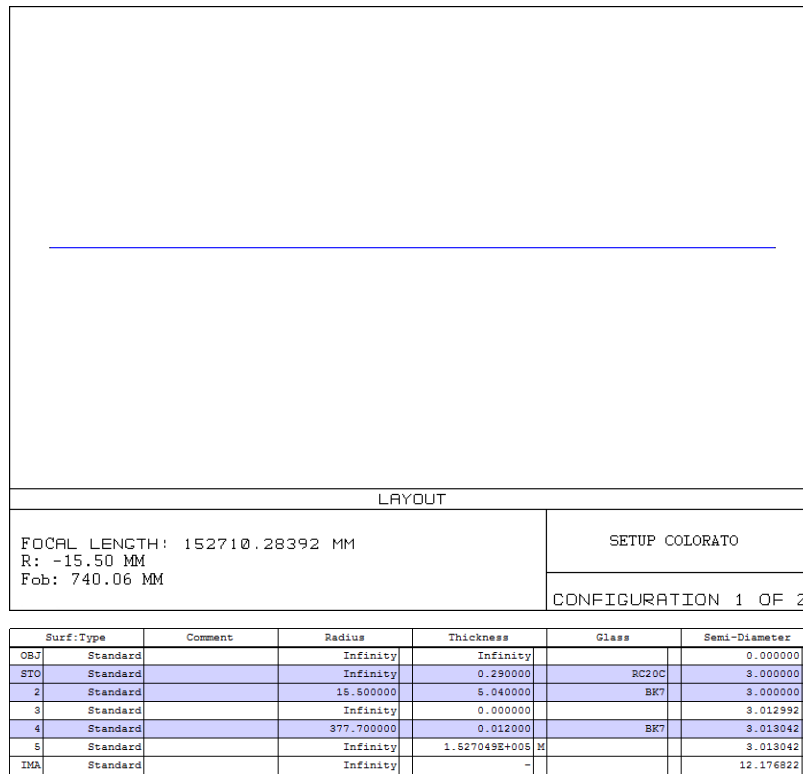 LAYOUT
FOCAL LENGTH: 152710.28392 MM
R: -15.50 MM
Fob: 740.06 MM
SETUP COLORATO
CONFIGURATION 1 OF 2
Surf:Type Comment Radius Thickness Glass Semi-Diameter
OBJ Standard Infinity Infinity 0.000000
STO Standard Infinity 0.290000 RC20C 3.000000
2 Standard 15.500000 5.040000 BK7 3.000000
3 Standard Infinity 0.000000 3.012992
4 Standard 377.700000 0.012000 BK7 3.013042
5 Standard Infinity 1.527049E+005 M 3.013042
IMA Standard Infinity - 12.176822